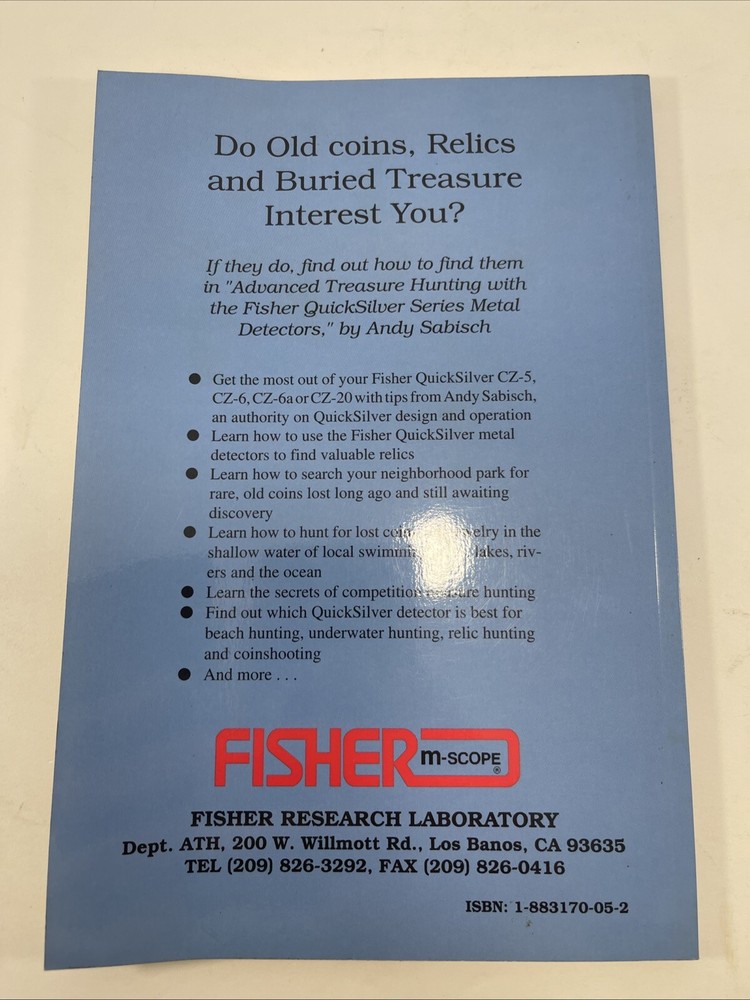 Do Old coins, Relics
and Buried Treasure
Interest You?
If they do, find out how to find them
in "Advanced Treasure Hunting with
the Fisher QuickSilver Series Metal
Detectors," by Andy Sabisch
● Get the most out of your Fisher QuickSilver CZ-5,
CZ-6, CZ-6a or CZ-20 with tips from Andy Sabisch,
an authority on QuickSilver design and operation
● Learn how to use the Fisher QuickSilver metal
detectors to find valuable relics
● Learn how to search your neighborhood park for
rare, old coins lost long ago and still awaiting
discovery
● Learn how to hunt for lost in the
shallow water of local lakes, riv-
ers and the ocean
● Learn the secrets of competition hunting
● Find out which QuickSilver detector is best for
beach hunting, underwater hunting, relic hunting
and coinshooting
● And more . . .
FISHER m-SCOPE ®
FISHER RESEARCH LABORATORY
Dept. ATH, 200 W. Willmott Rd., Los Banos, CA 93635
TEL (209) 826-3292, FAX (209) 826-0416
ISBN: 1-883170-05-2